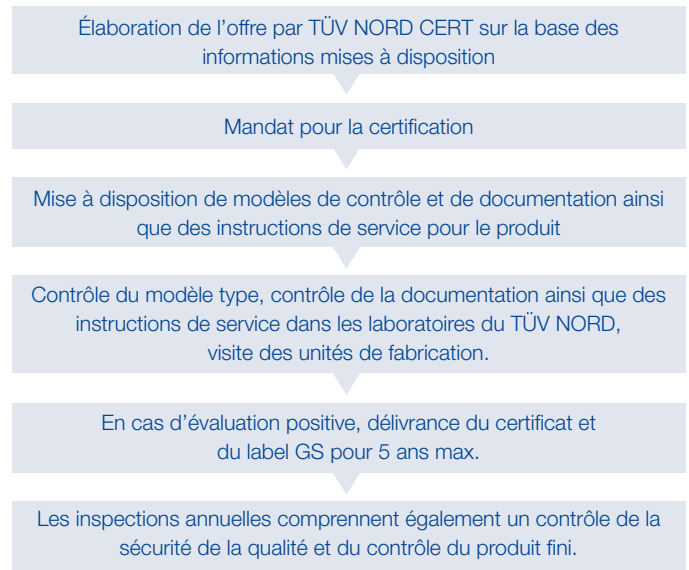 Élaboration de l’offre par TÜV NORD CERT sur la base des
informations mises à disposition
Mandat pour la certification
Mise à disposition de modèles de contrôle et de documentation ainsi
que des instructions de service pour le produit
Contrôle du modèle type, contrôle de la documentation ainsi que des
instructions de service dans les laboratoires du TÜV NORD,
visite des unités de fabrication.
En cas d’évaluation positive, délivrance du certificat et
du label GS pour 5 ans max.
Les inspections annuelles comprennent également un contrôle de la
sécurité de la qualité et du contrôle du produit fini.